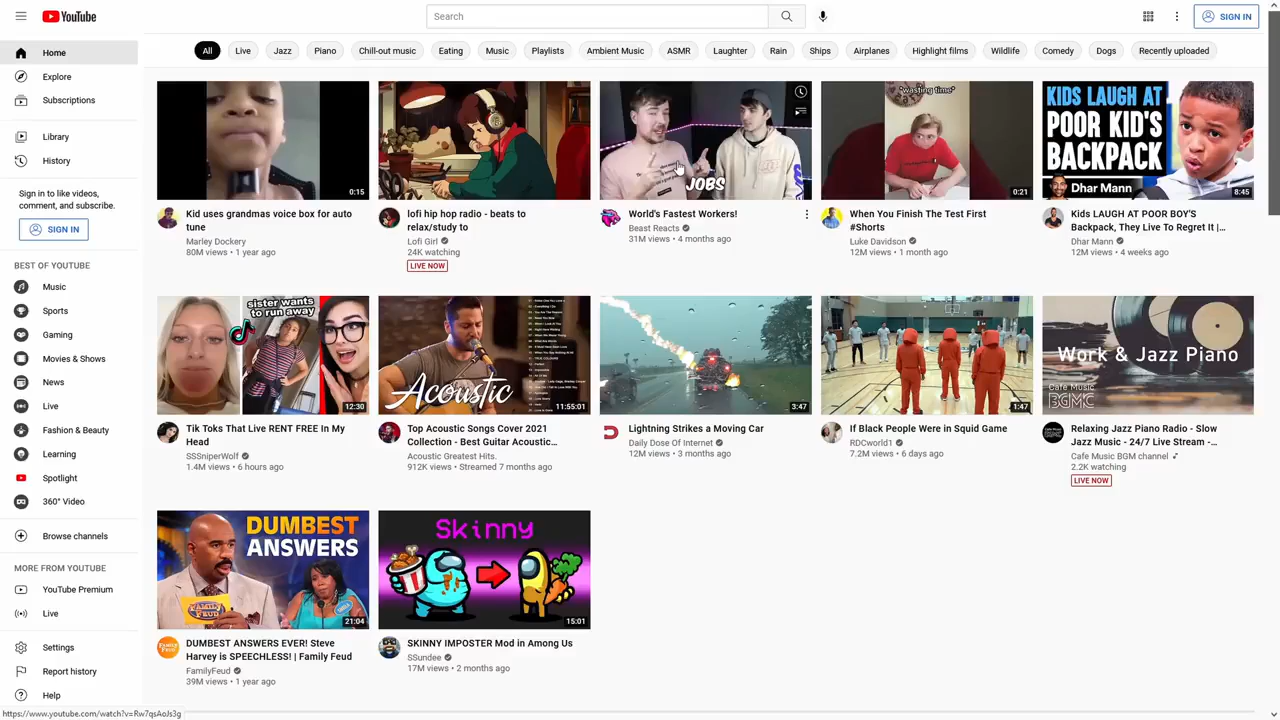 YouTube
Search
SIGN IN
Home
Explore
Subscriptions
Library
History
Sign in to like videos,
comment, and subscribe.
SIGN IN
BEST OF YOUTUBE
Music
Sports
Gaming
Movies & Shows
News
Live
Fashion & Beauty
Learning
Spotlight
360° Video
Browse channels
MORE FROM YOUTUBE
YouTube Premium
Live
Settings
Report history
Help
https://www.youtube.com/watch?v=Rw7qsAoJs3g
All
Live
Jazz
Piano
Chill-out music
Eating
Music
Playlists
Ambient Music
ASMR
Laughter
Rain
Ships
Airplanes
Highlight films
Wildlife
Comedy
Dogs
Recently uploaded
0:15
Kid uses grandmas voice box for auto
tune
Marley Dockery
80M views • 1 year ago
lofi hip hop radio - beats to
relax/study to
Lofi Girl
24K watching
LIVE NOW
JOBS
World's Fastest Workers!
Beast Reacts
31M views • 4 months ago
*wasting time*
0:21
When You Finish The Test First
#Shorts
Luke Davidson
12M views • 1 month ago
KIDS
LAUGH AT
POOR KID'S
BACKPACK
Dhar Mann
8:45
Kids LAUGH AT POOR BOY'S
Backpack, They Live To Regret It |...
Dhar Mann
12M views • 4 weeks ago
sister wants
to run away
12:30
Tik Toks That Live RENT FREE In My
Head
SSSniperWolf
1.4M views • 6 hours ago
Acoustic
11:55:01
Top Acoustic Songs Cover 2021
Collection - Best Guitar Acoustic...
Acoustic Greatest Hits.
912K views • Streamed 7 months ago
3:47
Lightning Strikes a Moving Car
Daily Dose Of Internet
12M views • 3 months ago
1:47
If Black People Were in Squid Game
RDCworld1
7.2M views • 6 days ago
Work & Jazz Piano
Cafe Music
BGMC
Relaxing Jazz Piano Radio - Slow
Jazz Music - 24/7 Live Stream -...
Cafe Music BGM channel
2.2K watching
LIVE NOW
DUMBEST
ANSWERS
FAMILY
FEUD
21:04
DUMBEST ANSWERS EVER! Steve
Harvey is SPEECHLESS! | Family Feud
FamilyFeud
39M views • 1 year ago
Skinny
15:01
SKINNY IMPOSTER Mod in Among Us
SSundee
17M views • 2 months ago